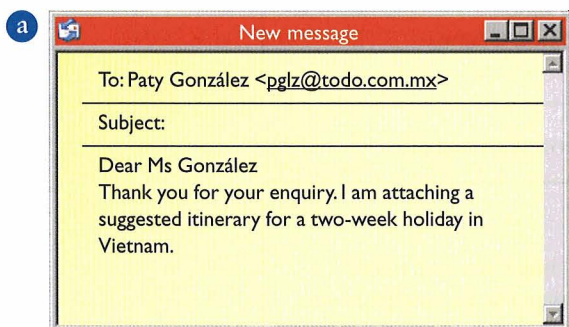 a
New message
To: Paty González <pglz@todo.com.mx>
Subject:
Dear Ms González
Thank you for your enquiry. I am attaching a
suggested itinerary for a two-week holiday in
Vietnam.